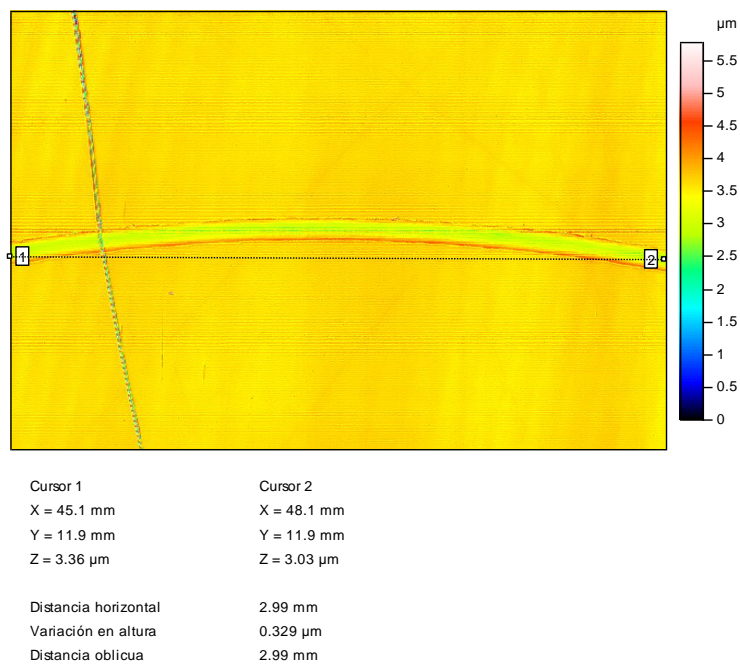 µm
5.5
5
4.5
4
3.5
3
2.5
2
1.5
1
0.5
0
1
2
Cursor 1 Cursor 2
X = 45.1 mm X = 48.1 mm
Y = 11.9 mm Y = 11.9 mm
Z = 3.36 µm Z = 3.03 µm
Distancia horizontal 2.99 mm
Variación en altura 0.329 µm
Distancia oblicua 2.99 mm